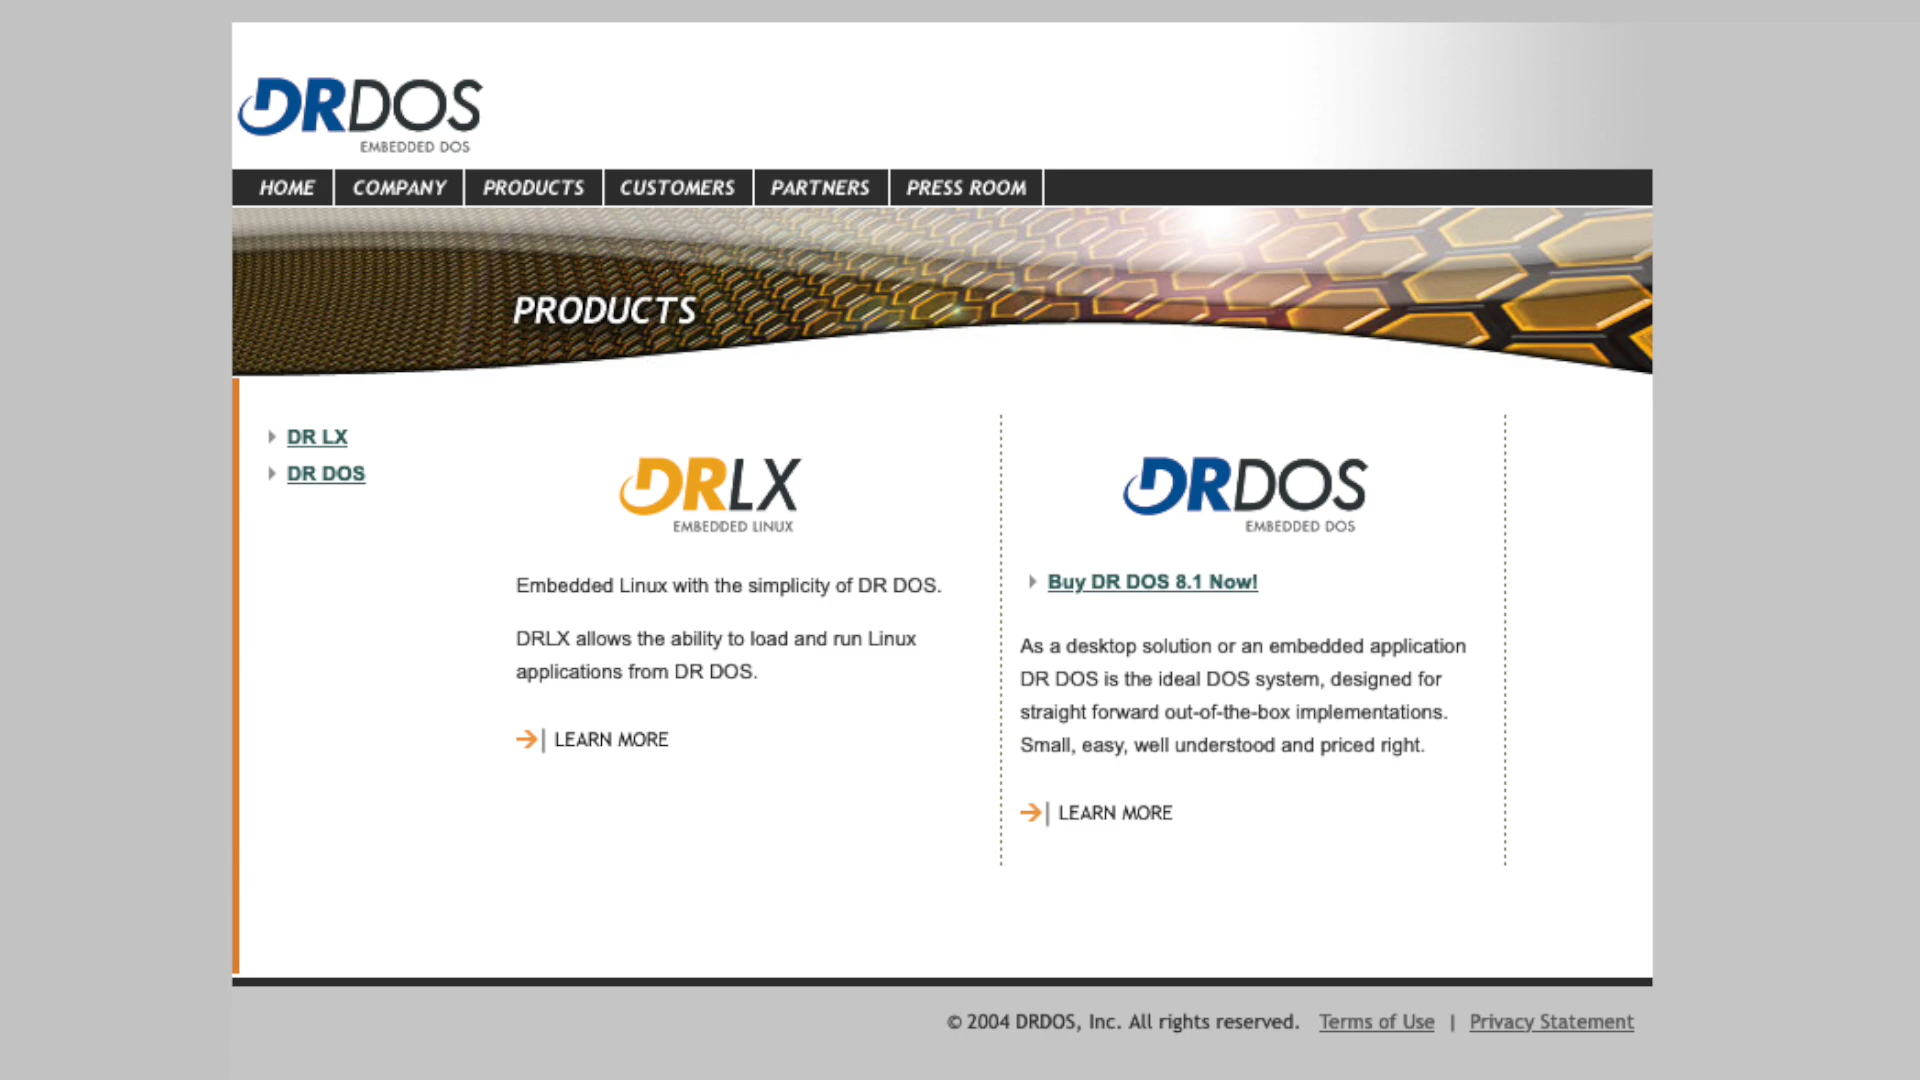 DRDOS
EMBEDDED DOS
HOME COMPANY PRODUCTS CUSTOMERS PARTNERS PRESS ROOM
PRODUCTS
DR LX
DR DOS
DRLX
EMBEDDED LINUX
Embedded Linux with the simplicity of DR DOS.
DRLX allows the ability to load and run Linux
applications from DR DOS.
LEARN MORE
DRDOS
EMBEDDED DOS
Buy DR DOS 8.1 Now!
As a desktop solution or an embedded application
DR DOS is the ideal DOS system, designed for
straight forward out-of-the-box implementations.
Small, easy, well understood and priced right.
LEARN MORE
© 2004 DRDOS, Inc. All rights reserved. Terms of Use | Privacy Statement